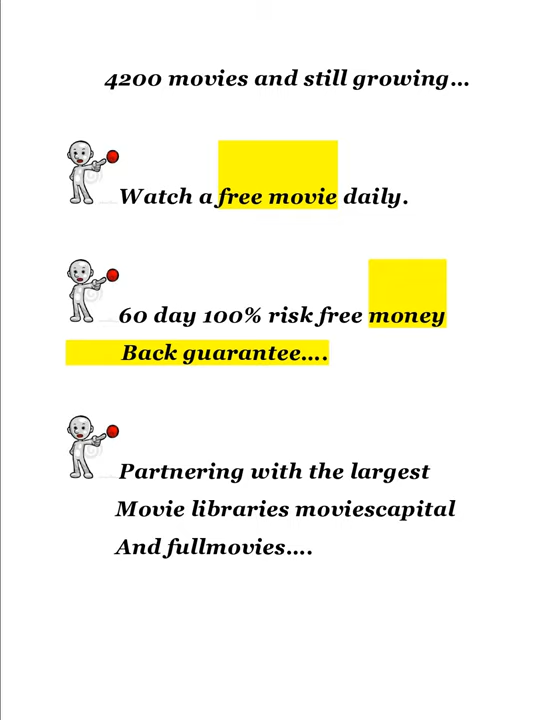 4200 movies and still growing...
Watch a free movie daily.
60 day 100% risk free money
Back guarantee....
Partnering with the largest
Movie libraries moviescapital
And fullmovies....